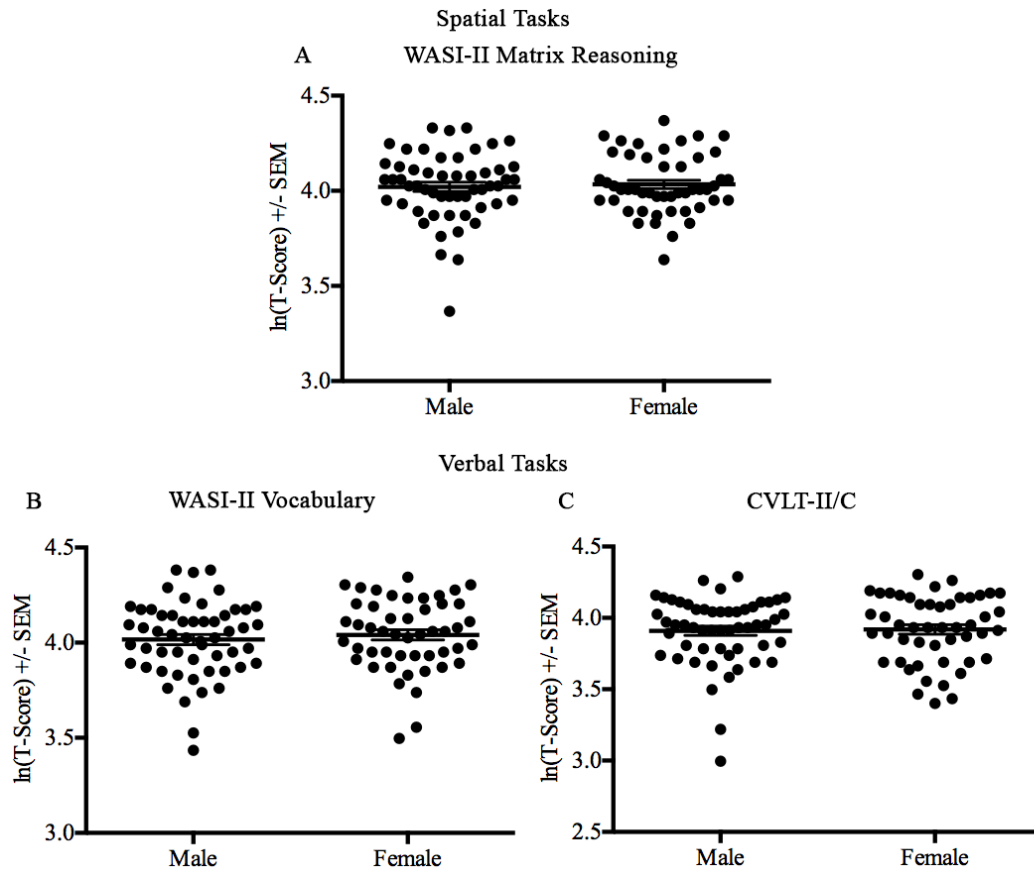 Spatial Tasks
A WASI-II Matrix Reasoning
ln(T-Score) +/- SEM
4.5
4.0
3.5
3.0
Male Female
Verbal Tasks
B WASI-II Vocabulary
ln(T-Score) +/- SEM
4.5
4.0
3.5
3.0
Male Female
C CVLT-II/C
ln(T-Score) +/- SEM
4.5
4.0
3.5
3.0
2.5
Male Female